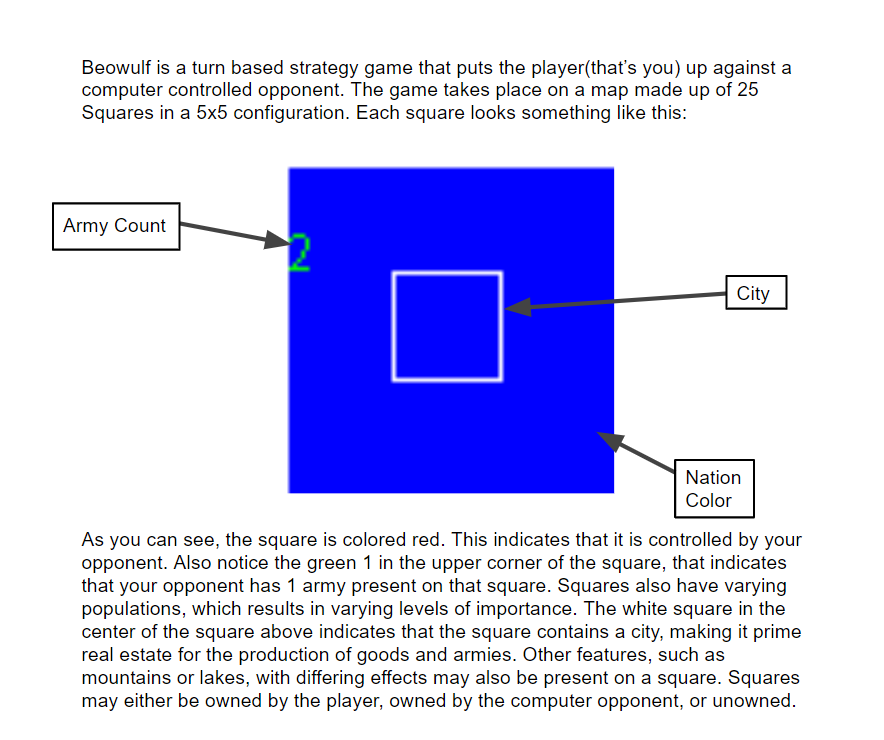 Beowulf is a turn based strategy game that puts the player(that’s you) up against a
computer controlled opponent. The game takes place on a map made up of 25
Squares in a 5x5 configuration. Each square looks something like this:
Army Count
2
City
Nation
Color
As you can see, the square is colored red. This indicates that it is controlled by your
opponent. Also notice the green 1 in the upper corner of the square, that indicates
that your opponent has 1 army present on that square. Squares also have varying
populations, which results in varying levels of importance. The white square in the
center of the square above indicates that the square contains a city, making it prime
real estate for the production of goods and armies. Other features, such as
mountains or lakes, with differing effects may also be present on a square. Squares
may either be owned by the player, owned by the computer opponent, or unowned.